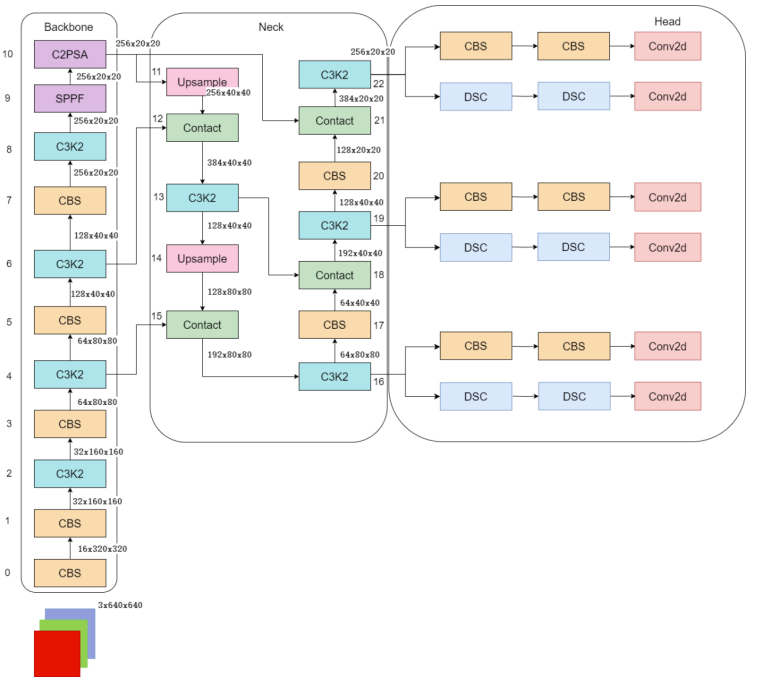 Backbone
Neck
Head
10
C2PSA
256x20x20
256x20x20
9
SPPF
256x20x20
8
C3K2
256x20x20
7
CBS
128x40x40
6
C3K2
128x40x40
5
CBS
64x80x80
4
C3K2
64x80x80
3
CBS
32x160x160
2
C3K2
32x160x160
1
CBS
16x320x320
0
CBS
3x640x640
11
Upsample
256x40x40
12
Contact
384x40x40
13
C3K2
128x40x40
14
Upsample
128x80x80
15
Contact
192x80x80
256x20x20
C3K2
22
384x20x20
Contact
21
128x20x20
CBS
20
128x40x40
C3K2
19
192x40x40
Contact
18
64x40x40
CBS
17
64x80x80
C3K2
16
CBS
CBS
Conv2d
DSC
DSC
Conv2d
CBS
CBS
Conv2d
DSC
DSC
Conv2d
CBS
CBS
Conv2d
DSC
DSC
Conv2d